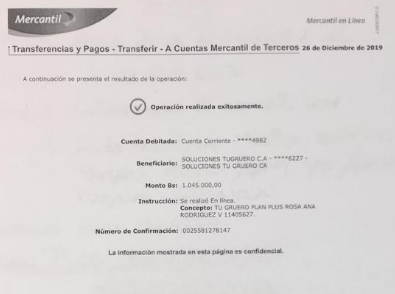 Mercantil
Mercantil en Línea
Transferencias y Pagos - Transferir - A Cuentas Mercantil de Terceros 26 de Diciembre de 2019
A continuación se presenta el resultado de la operación:
Operación realizada exitosamente.
Cuenta Debitada: Cuenta Corriente - ****4982
Beneficiario: SOLUCIONES TUGRUERO C.A - ****6227 -
SOLUCIONES TU GRUERO CA
Monto Bs: 1.045.000,00
Instrucción: Se realizó En línea.
Concepto: TU GRUERO PLAN PLUS ROSA ANA
RODRIGUEZ V 11405627.
Número de Confirmación: 0025581278147
La información mostrada en esta página es confidencial.